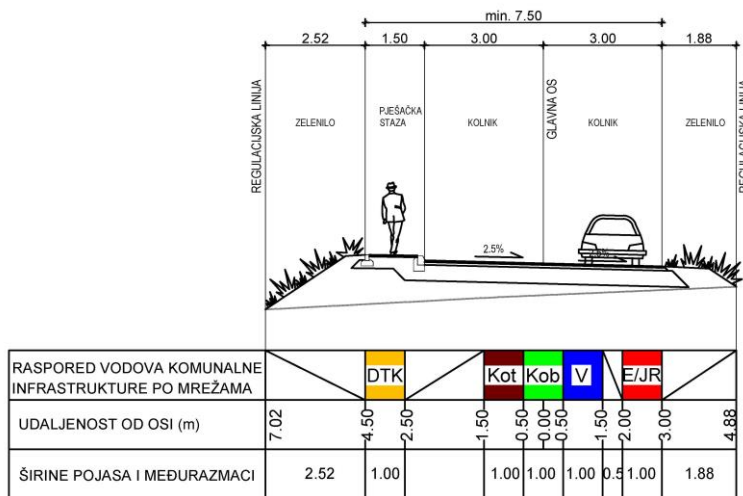 min. 7.50
2.52 1.50 3.00 3.00 1.88
REGULACIJSKA LINIJA
ZELENILO
PJEŠAČKA
STAZA
KOLNIK
GLAVNA OS
KOLNIK
ZELENILO
REGULACIJSKA LINIJA
2.5%
RASPORED VODOVA KOMUNALNE
INFRASTRUKTURE PO MREŽAMA
DTK Kot Kob V E/JR
UDALJENOST OD OSI (m)
7.02 4.50 2.50 1.50 0.50 0.00 0.50 1.50 2.00 3.00 4.88
ŠIRINE POJASA I MEĐURAZMACI
2.52 1.00 1.00 1.00 1.00 0.5 1.00 1.88